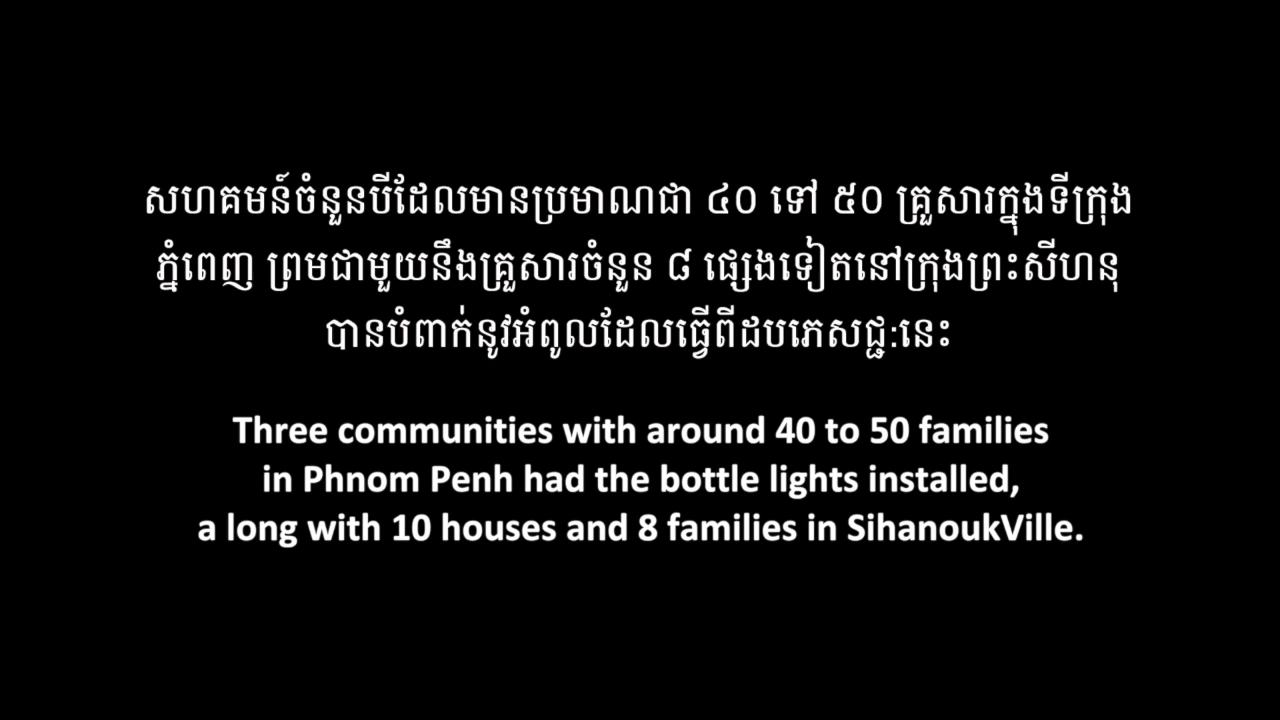 សហគមន៍ចំនួនបីដែលមានប្រមាណជា ៤០ ទៅ ៥០ គ្រួសារក្នុងទីក្រុង
ភ្នំពេញ ព្រមជាមួយនឹងគ្រួសារចំនួន ៨ ផ្សេងទៀតនៅក្រុងព្រះសីហនុ
បានបំពាក់នូវអំពូលដែលធ្វើពីដបភេសជ្ជ:នេះ
Three communities with around 40 to 50 families
in Phnom Penh had the bottle lights installed,
a long with 10 houses and 8 families in SihanoukVille.